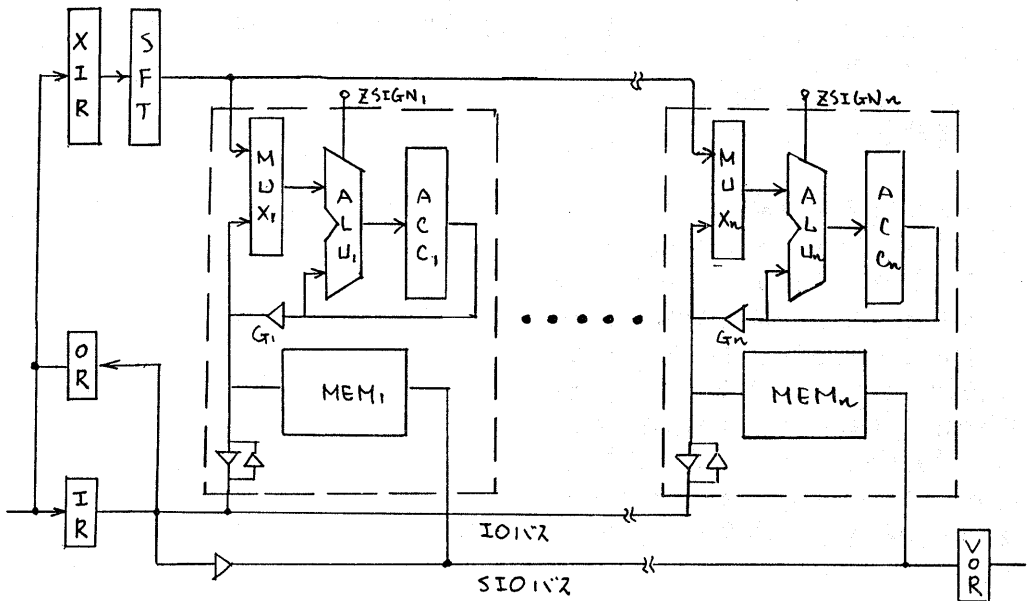 XIR
SFT
ZSIGN₁
ZSIGNₙ
MUX₁
ALU₁
ACC₁
MUXₙ
ALUₙ
ACCₙ
G₁
Gₙ
OR
MEM₁
MEMₙ
IR
IOバス
SIOバス
VOR